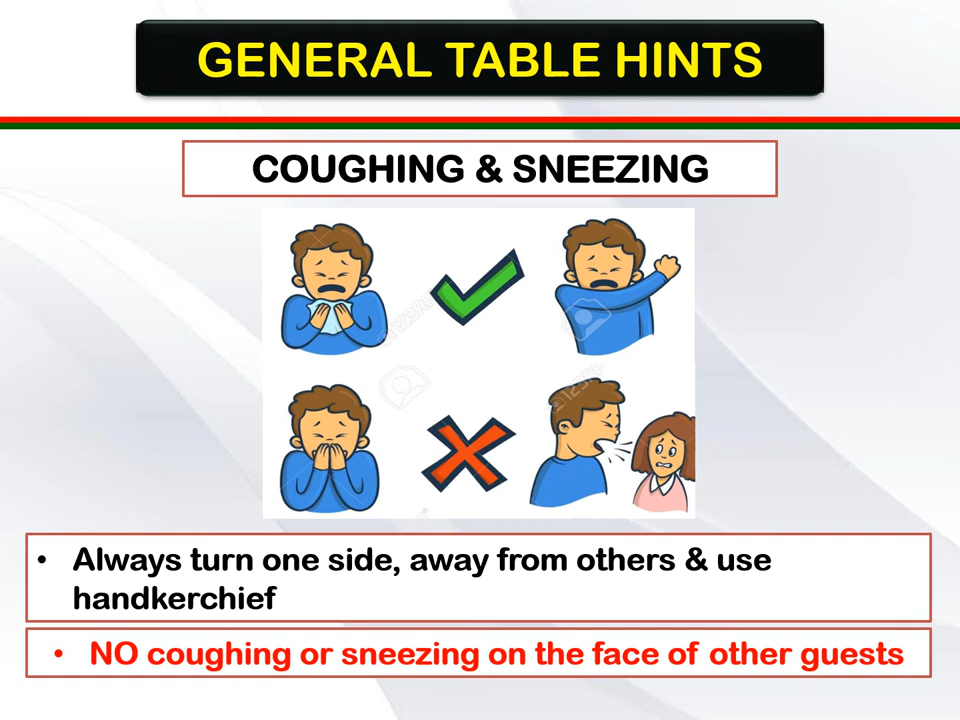 GENERAL TABLE HINTS
COUGHING & SNEEZING
• Always turn one side, away from others & use
handkerchief
• NO coughing or sneezing on the face of other guests